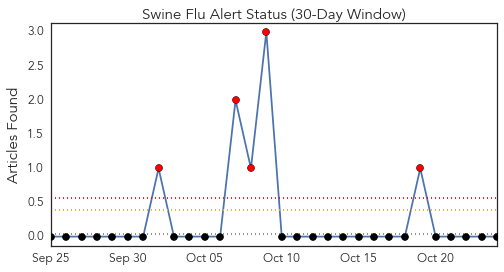 Swine Flu Alert Status (30-Day Window)
Articles Found
3.0
2.5
2.0
1.5
1.0
0.5
0.0
Sep 25 Sep 30 Oct 05 Oct 10 Oct 15 Oct 20